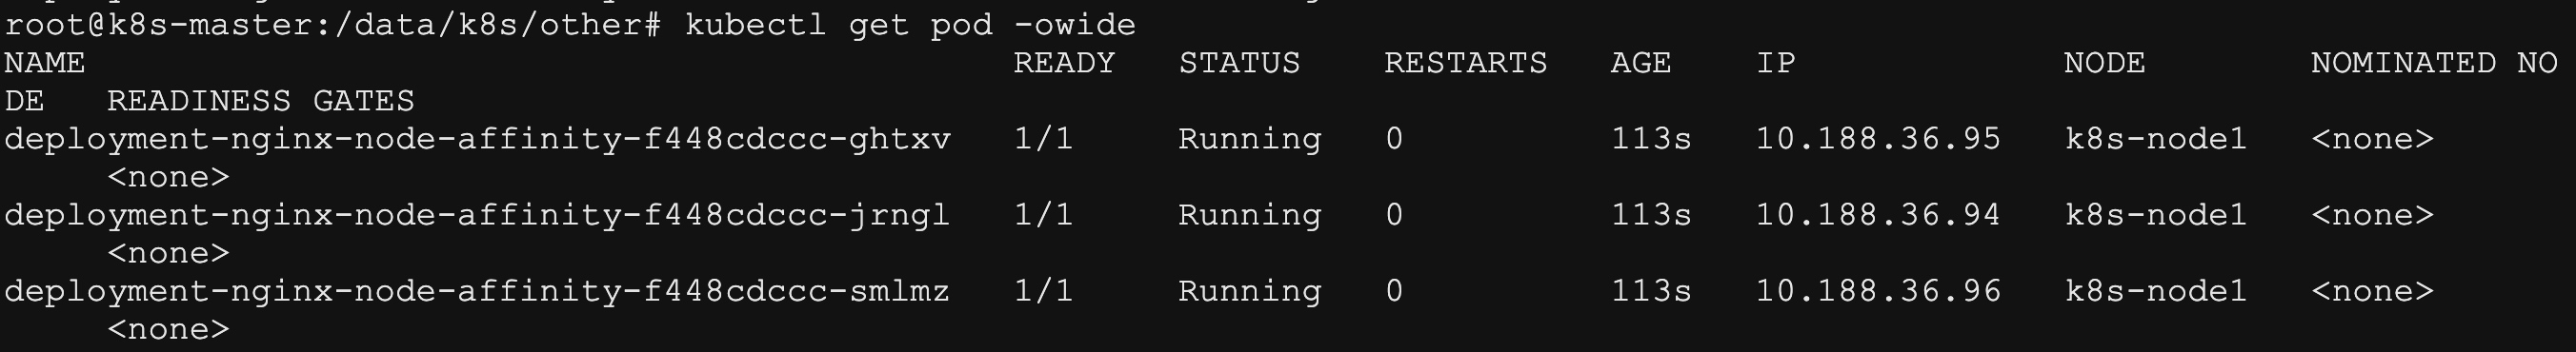 root@k8s-master:/data/k8s/other# kubectl get pod -owide
NAME READY STATUS RESTARTS AGE IP NODE NOMINATED NO
DE READINESS GATES
deployment-nginx-node-affinity-f448cdccc-ghtxv 1/1 Running 0 113s 10.188.36.95 k8s-node1 <none>
<none>
deployment-nginx-node-affinity-f448cdccc-jrngl 1/1 Running 0 113s 10.188.36.94 k8s-node1 <none>
<none>
deployment-nginx-node-affinity-f448cdccc-smlmz 1/1 Running 0 113s 10.188.36.96 k8s-node1 <none>
<none>